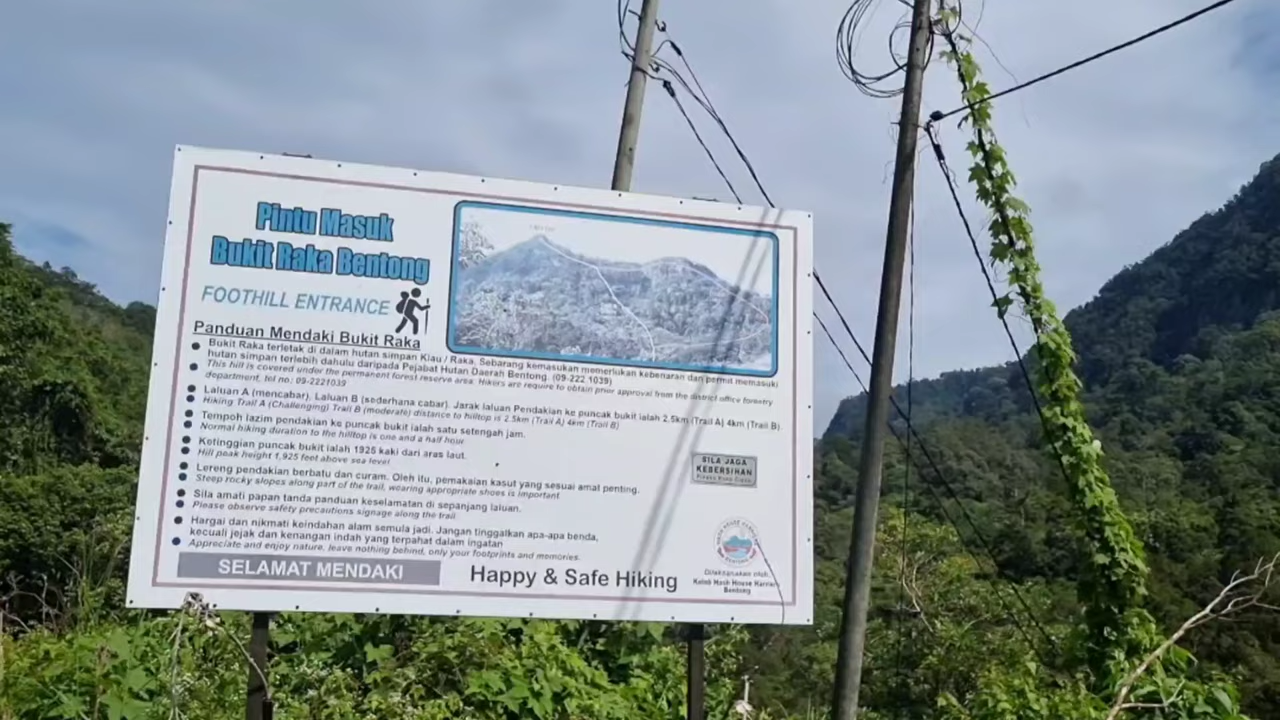 Pintu Masuk
Bukit Raka Bentong
FOOTHILL ENTRANCE
Panduan Mendaki Bukit Raka
Bukit Raka terletak di dalam hutan simpan Kiau / Raka. Sebarang kemasukan memerlukan kebenaran dan permit memasuki
hutan simpan terlebih dahulu daripada Pejabat Hutan Daerah Bentong. (09-222 1039)
This hill is covered under the permanent forest reserve area. Hikers are require to obtain prior approval from the district office forestry
department, tel no: 09-2221039
Laluan A (mencabar), Laluan B (sederhana cabar). Jarak laluan Pendakian ke puncak bukit ialah 2.5km (Trail A) 4km (Trail B)
Hiking Trail A (Challenging) Trail B (moderate) distance to hilltop is 2.5km (Trail A) 4km (Trail B)
Tempoh lazim pendakian ke puncak bukit ialah satu setengah jam.
Normal hiking duration to the hilltop is one and a half hour
Ketinggian puncak bukit ialah 1925 kaki dari aras laut.
Hill peak height 1,925 feet above sea level
Lereng pendakian berbatu dan curam. Oleh itu, pemakaian kasut yang sesuai amat penting.
Steep rocky slopes along part of the trail, wearing appropriate shoes is important
Sila amati papan tanda panduan keselamatan di sepanjang laluan.
Please observe safety precautions signage along the trail.
Hargai dan nikmati keindahan alam semula jadi. Jangan tinggalkan apa-apa benda,
kecuali jejak dan kenangan indah yang terpahat dalam ingatan
Appreciate and enjoy nature, leave nothing behind, only your footprints and memories.
SILA JAGA
KEBERSIHAN
Please Keep Clean
SELAMAT MENDAKI
Happy & Safe Hiking
Dilaksanakan oleh:
Kelab Hash House Harriers
Bentong